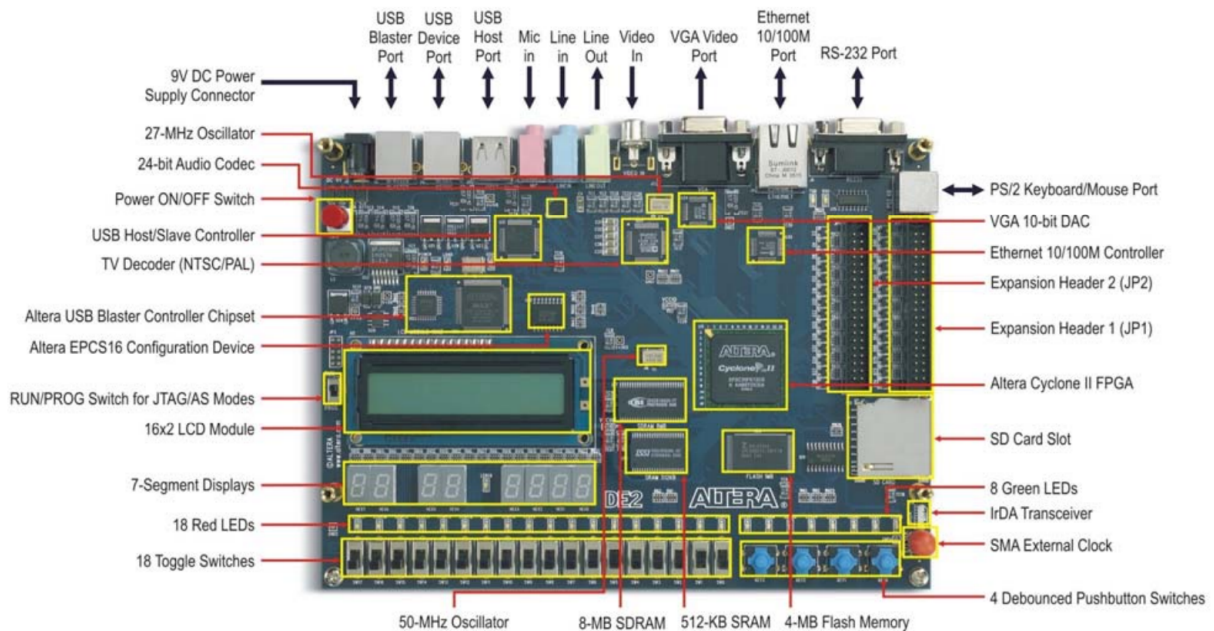 USB
Blaster
Port
USB
Device
Port
USB
Host
Port
Mic
in
Line
in
Line
Out
Video
In
VGA Video
Port
Ethernet
10/100M
Port
RS-232 Port
9V DC Power
Supply Connector
27-MHz Oscillator
24-bit Audio Codec
Power ON/OFF Switch
USB Host/Slave Controller
TV Decoder (NTSC/PAL)
Altera USB Blaster Controller Chipset
Altera EPCS16 Configuration Device
RUN/PROG Switch for JTAG/AS Modes
16x2 LCD Module
7-Segment Displays
18 Red LEDs
18 Toggle Switches
PS/2 Keyboard/Mouse Port
VGA 10-bit DAC
Ethernet 10/100M Controller
Expansion Header 2 (JP2)
Expansion Header 1 (JP1)
Altera Cyclone II FPGA
SD Card Slot
8 Green LEDs
IrDA Transceiver
SMA External Clock
4 Debounced Pushbutton Switches
50-MHz Oscillator
8-MB SDRAM
512-KB SRAM
4-MB Flash Memory
ALTERA
Cyclone II
DE2
ALTERA